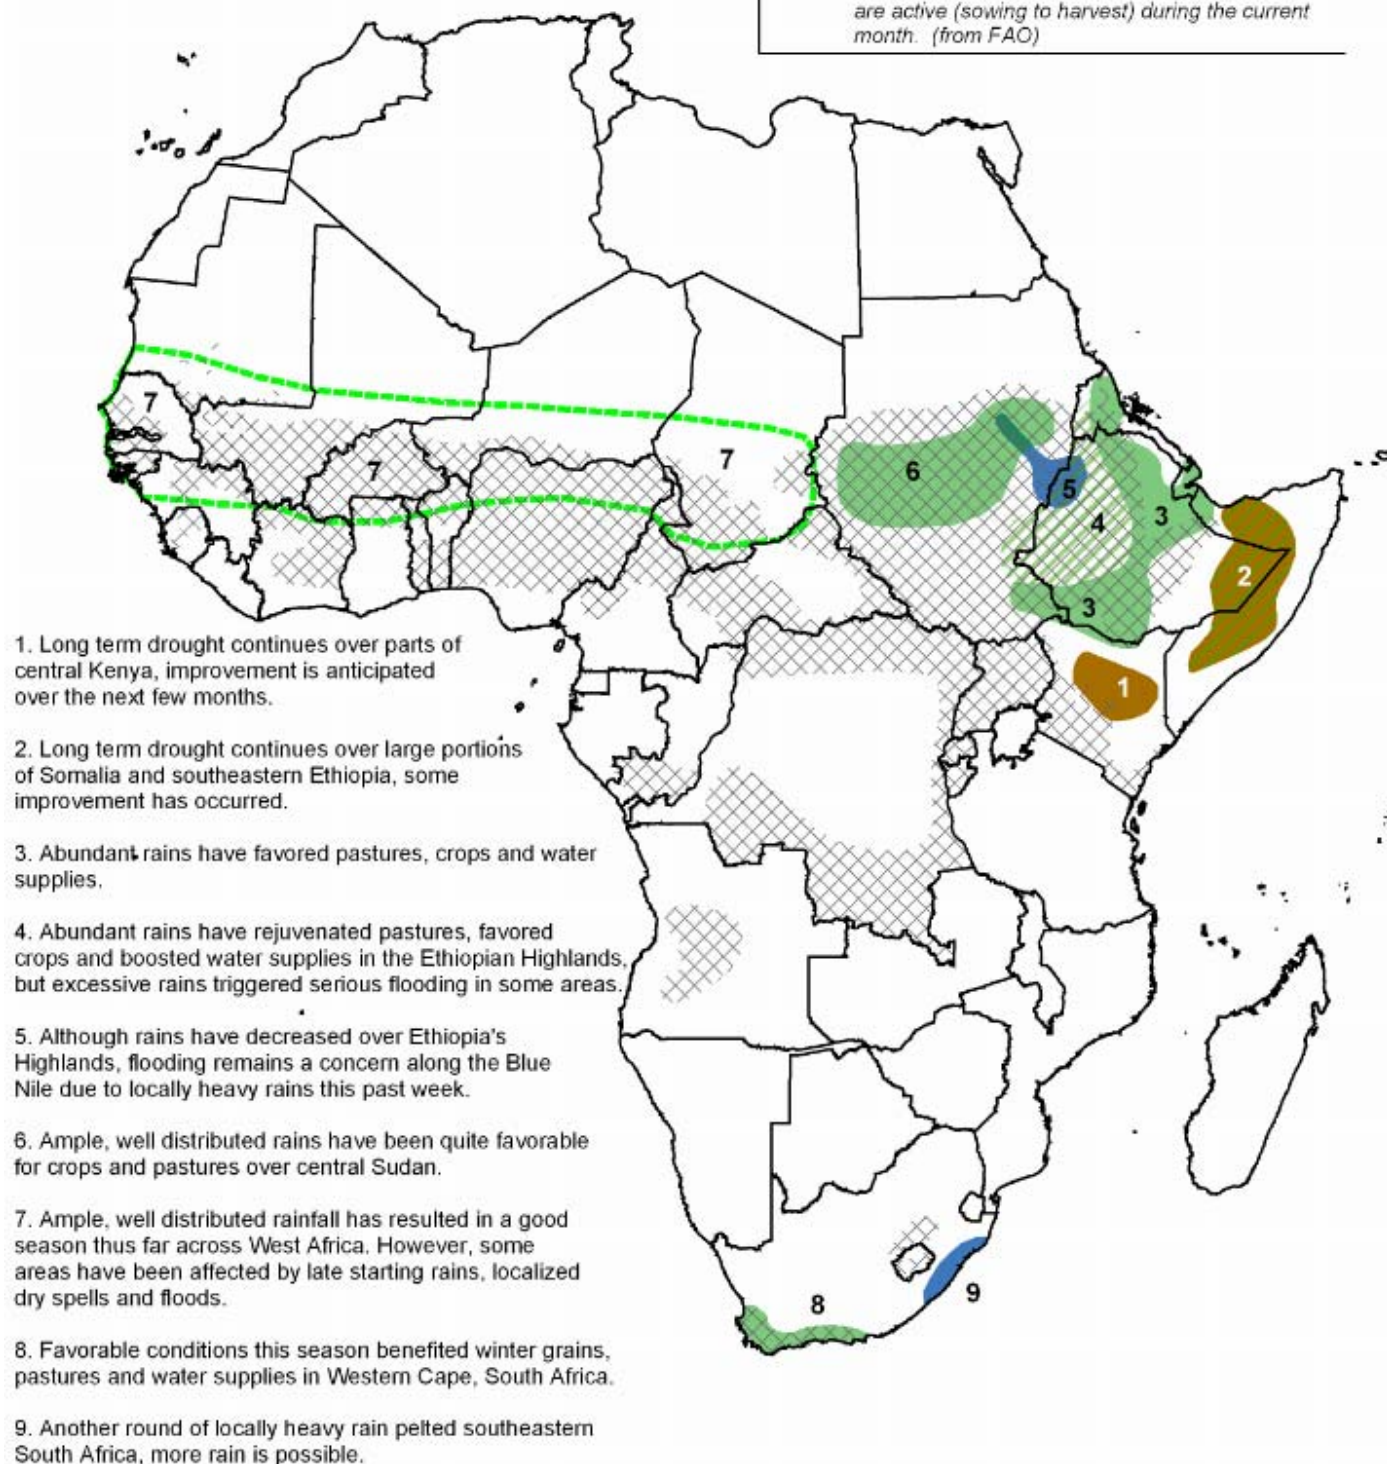 are active (sowing to harvest) during the current
month. (from FAO)
7
7
7
6
5
4
3
3
2
1
1. Long term drought continues over parts of
central Kenya, improvement is anticipated
over the next few months.
2. Long term drought continues over large portions
of Somalia and southeastern Ethiopia, some
improvement has occurred.
3. Abundant rains have favored pastures, crops and water
supplies.
4. Abundant rains have rejuvenated pastures, favored
crops and boosted water supplies in the Ethiopian Highlands,
but excessive rains triggered serious flooding in some areas.
5. Although rains have decreased over Ethiopia's
Highlands, flooding remains a concern along the Blue
Nile due to locally heavy rains this past week.
6. Ample, well distributed rains have been quite favorable
for crops and pastures over central Sudan.
7. Ample, well distributed rainfall has resulted in a good
season thus far across West Africa. However, some
areas have been affected by late starting rains, localized
dry spells and floods.
8. Favorable conditions this season benefited winter grains,
pastures and water supplies in Western Cape, South Africa.
9. Another round of locally heavy rain pelted southeastern
South Africa, more rain is possible.
9
8